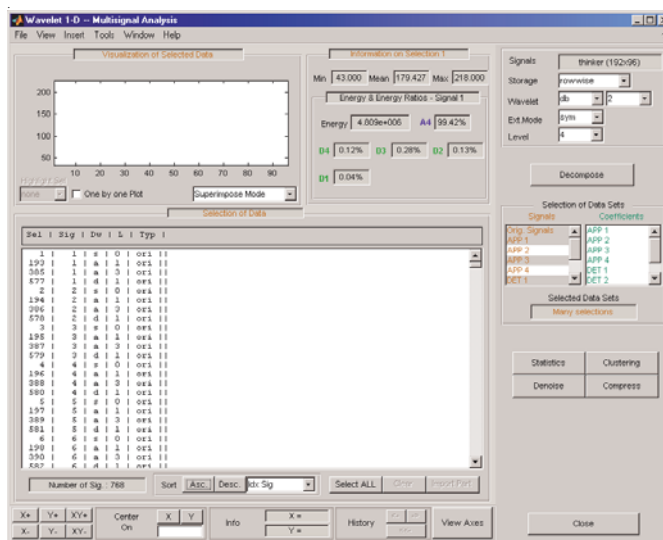 Wavelet 1-D -- Multisignal Analysis
File View Insert Tools Window Help
Visualization of Selected Data
200
150
100
50
10 20 30 40 50 60 70 80 90
Highlight Sel
none
One by one Plot
Superimpose Mode
Information on Selection 1
Min 43.000 Mean 179.427 Max 218.000
Energy & Energy Ratios - Signal 1
Energy 4.809e+006 A4 99.42%
D4 0.12% D3 0.28% D2 0.13%
D1 0.04%
Selection of Data
Sel | Sig | Dw | L | Typ |
1 | 1 | s | 0 | ori ||
193 | 1 | a | 1 | ori ||
385 | 1 | a | 3 | ori ||
577 | 1 | d | 1 | ori ||
2 | 2 | s | 0 | ori ||
194 | 2 | a | 1 | ori ||
386 | 2 | a | 3 | ori ||
578 | 2 | d | 1 | ori ||
3 | 3 | s | 0 | ori ||
195 | 3 | a | 1 | ori ||
387 | 3 | a | 3 | ori ||
579 | 3 | d | 1 | ori ||
4 | 4 | s | 0 | ori ||
196 | 4 | a | 1 | ori ||
388 | 4 | a | 3 | ori ||
580 | 4 | d | 1 | ori ||
5 | 5 | s | 0 | ori ||
197 | 5 | a | 1 | ori ||
389 | 5 | a | 3 | ori ||
581 | 5 | d | 1 | ori ||
6 | 6 | s | 0 | ori ||
198 | 6 | a | 1 | ori ||
390 | 6 | a | 3 | ori ||
582 | 6 | d | 1 | ori ||
Number of Sig. : 768
Sort Asc. Desc. Idx Sig
Select ALL Clear Import Part.
Signals thinker (192x96)
Storage rowwise
Wavelet db 2
Ext.Mode sym
Level 4
Decompose
Selection of Data Sets
Signals Coefficients
Orig. Signals APP 1
APP 1 APP 2
APP 2 APP 3
APP 3 APP 4
APP 4 DET 1
DET 1 DET 2
Selected Data Sets
Many selections
Statistics Clustering
Denoise Compress
X+ Y+ XY+
X- Y- XY-
Center On X Y
Info X = Y =
History <- -> <<-
View Axes
Close